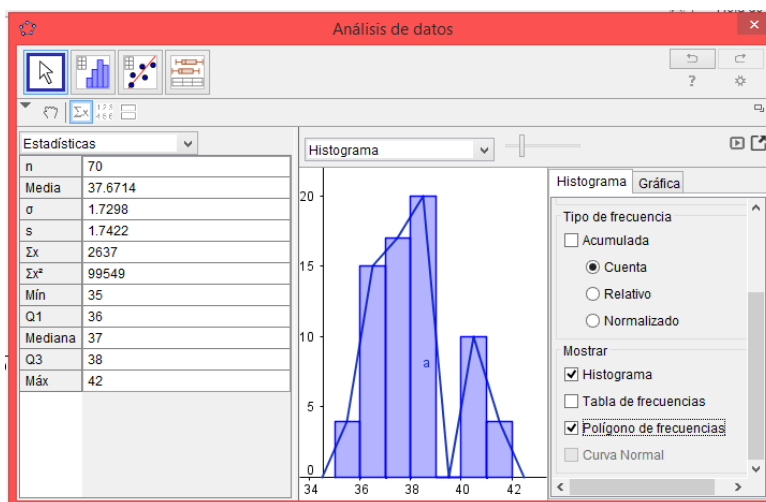 Análisis de datos
Estadísticas
n 70
Media 37.6714
σ 1.7298
s 1.7422
Σx 2637
Σx² 99549
Mín 35
Q1 36
Mediana 37
Q3 38
Máx 42
Histograma
20
15
10
5
0
34 36 38 40 42
a
Histograma Gráfica
Tipo de frecuencia
Acumulada
Cuenta
Relativo
Normalizado
Mostrar
Histograma
Tabla de frecuencias
Polígono de frecuencias
Curva Normal